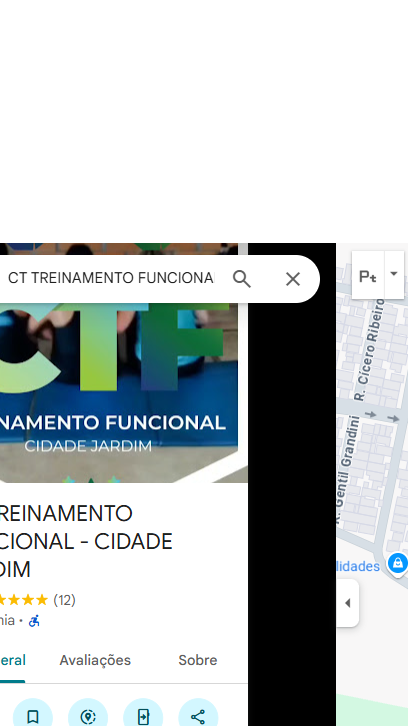 CT TREINAMENTO FUNCIONA
Pt
CTF
NAMENTO FUNCIONAL
CIDADE JARDIM
REINAMENTO
CIONAL - CIDADE
DIM
(12)
nia •
eral Avaliações Sobre
R. Cícero Ribeiro
R. Gentil Grandini
lidades